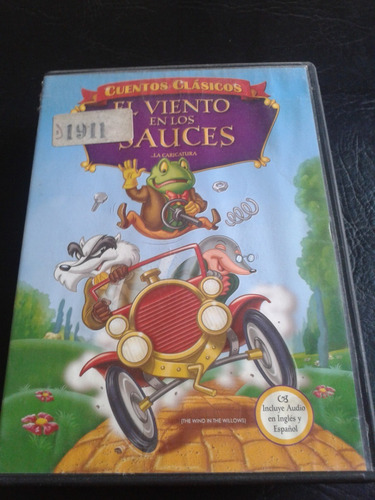 CUENTOS CLÁSICOS
EL VIENTO
EN LOS
SAUCES
1911
LA CARICATURA
(THE WIND IN THE WILLOWS)
Incluye Audio
en Inglés y
Español